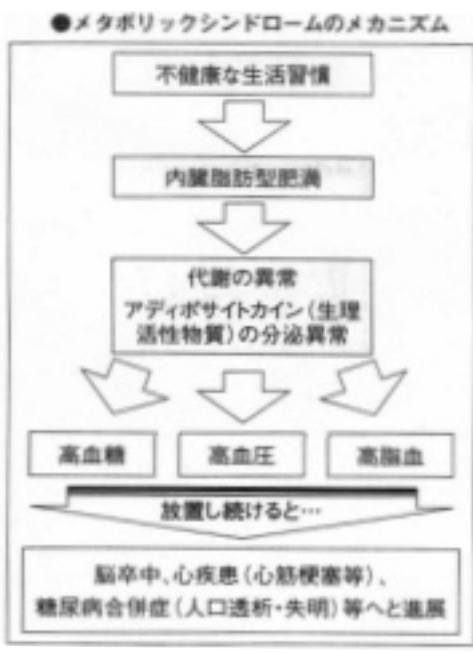 ●メタボリックシンドロームのメカニズム
不健康な生活習慣
内臓脂肪型肥満
代謝の異常
アディポサイトカイン(生理
活性物質)の分泌異常
高血糖 高血圧 高脂血
放置し続けると…
脳卒中、心疾患(心筋梗塞等)、
糖尿病合併症(人口透析・失明)等へと進展